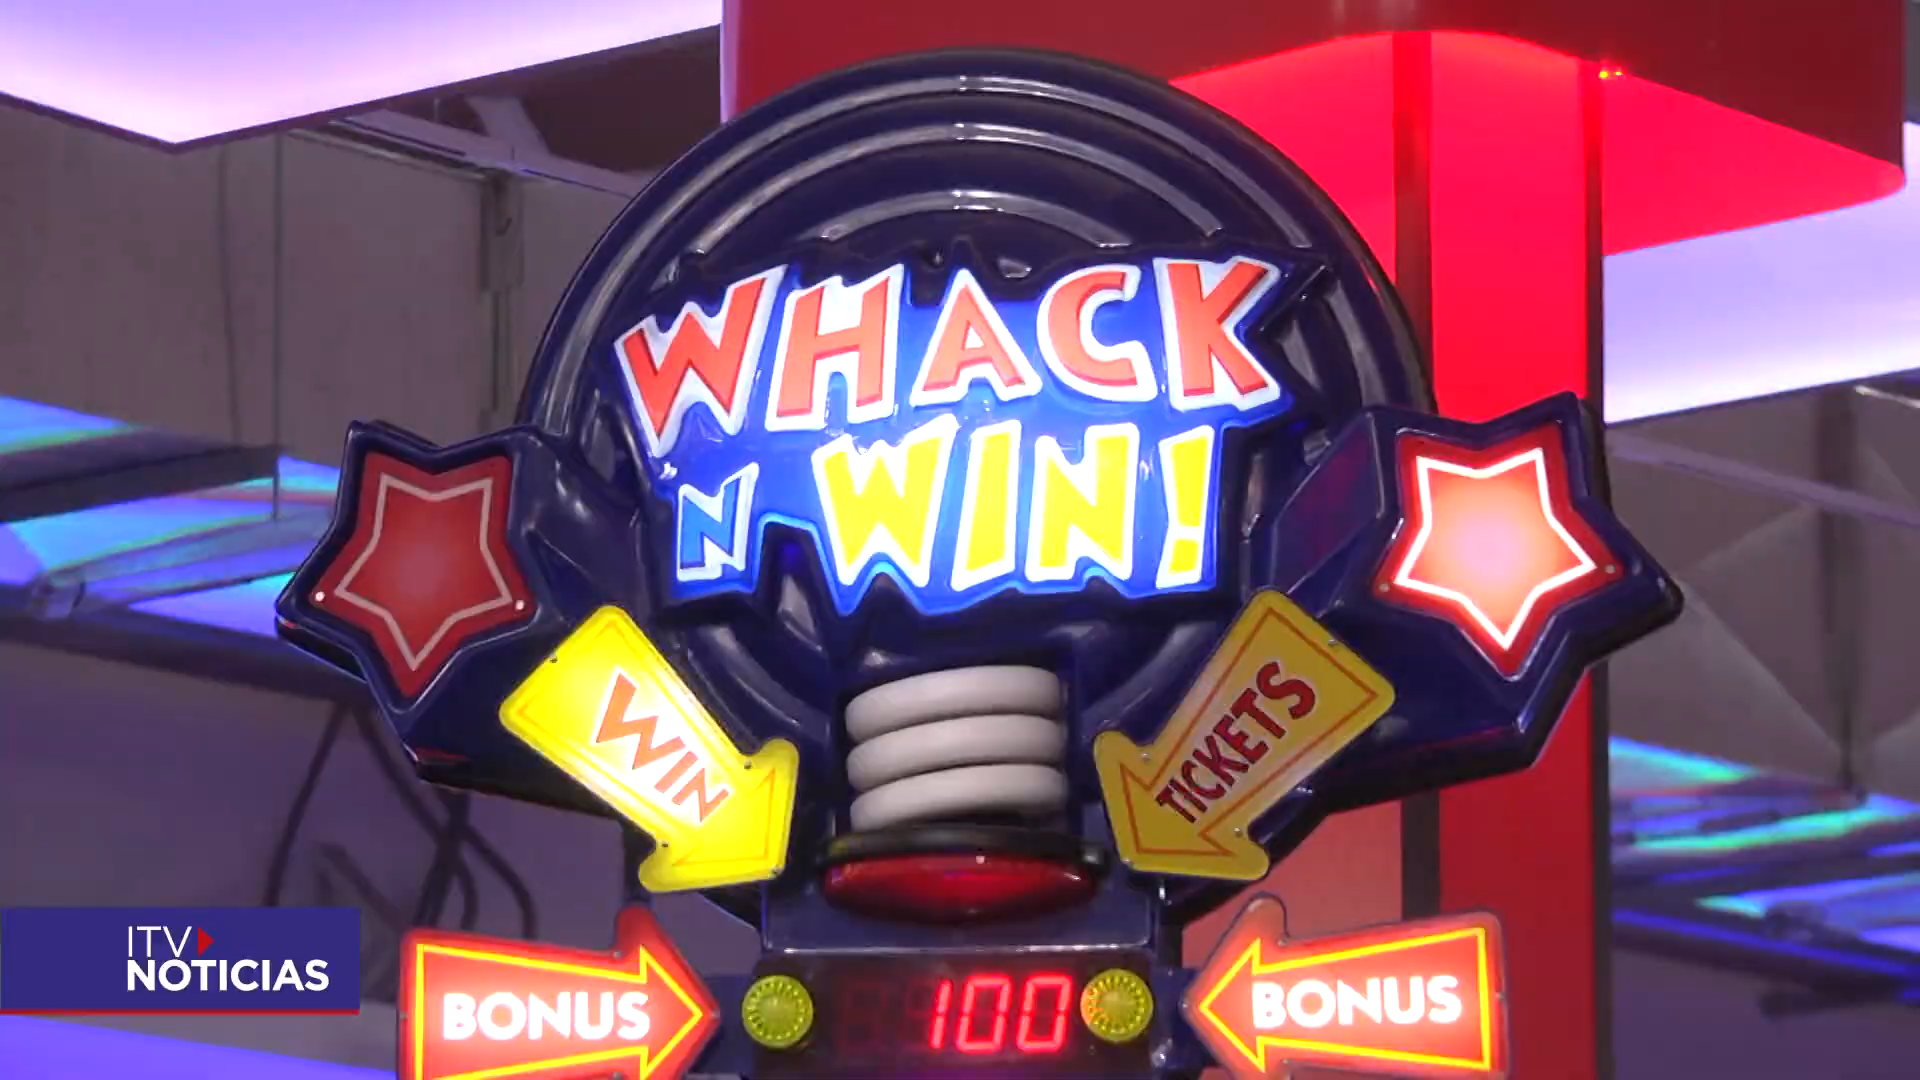 WHACK
'N WIN!
WIN
TICKETS
ITV
NOTICIAS
BONUS
100
BONUS